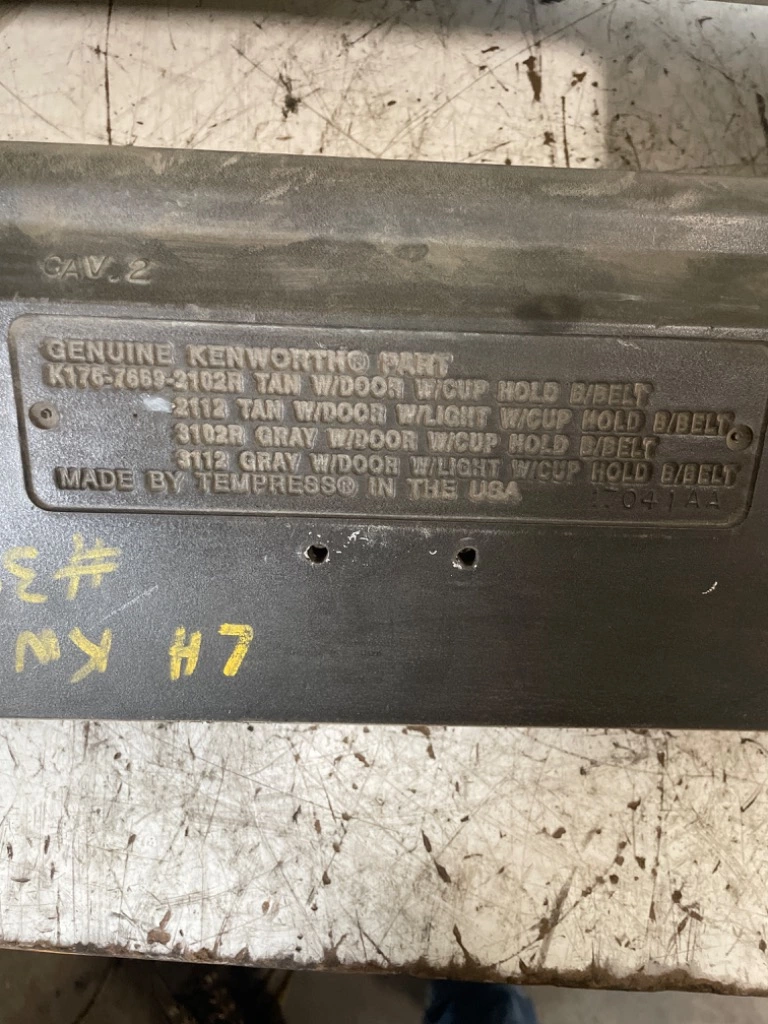 CAV. 2
GENUINE KENWORTH® PART
K176-7669-2102R TAN W/DOOR W/CUP HOLD B/BELT
2112 TAN W/DOOR W/LIGHT W/CUP HOLD B/BELT
3102R GRAY W/DOOR W/CUP HOLD B/BELT
3112 GRAY W/DOOR W/LIGHT W/CUP HOLD B/BELT
MADE BY TEMPRESS® IN THE USA
LH KW